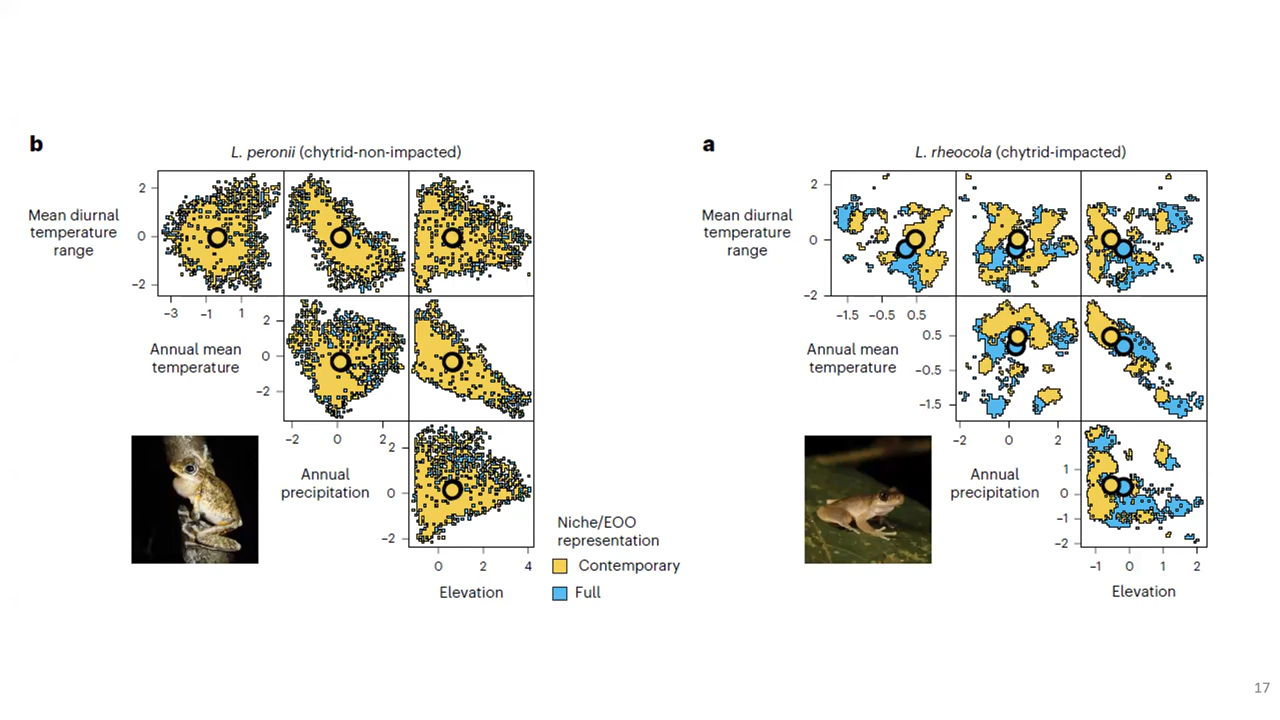 b
L. peronii (chytrid-non-impacted)
2
0
−2
Mean diurnal
temperature
range
−3 −1 1
2
0
−2
Annual mean
temperature
−2 0 2
2
0
−2
Annual
precipitation
0 2 4
Elevation
Niche/EOO
representation
Contemporary
Full
a
L. rheocola (chytrid-impacted)
2
0
−2
Mean diurnal
temperature
range
−1.5 −0.5 0.5
0.5
−0.5
−1.5
Annual mean
temperature
−2 0 2
1
0
−1
−2
Annual
precipitation
−1 0 1 2
Elevation
17